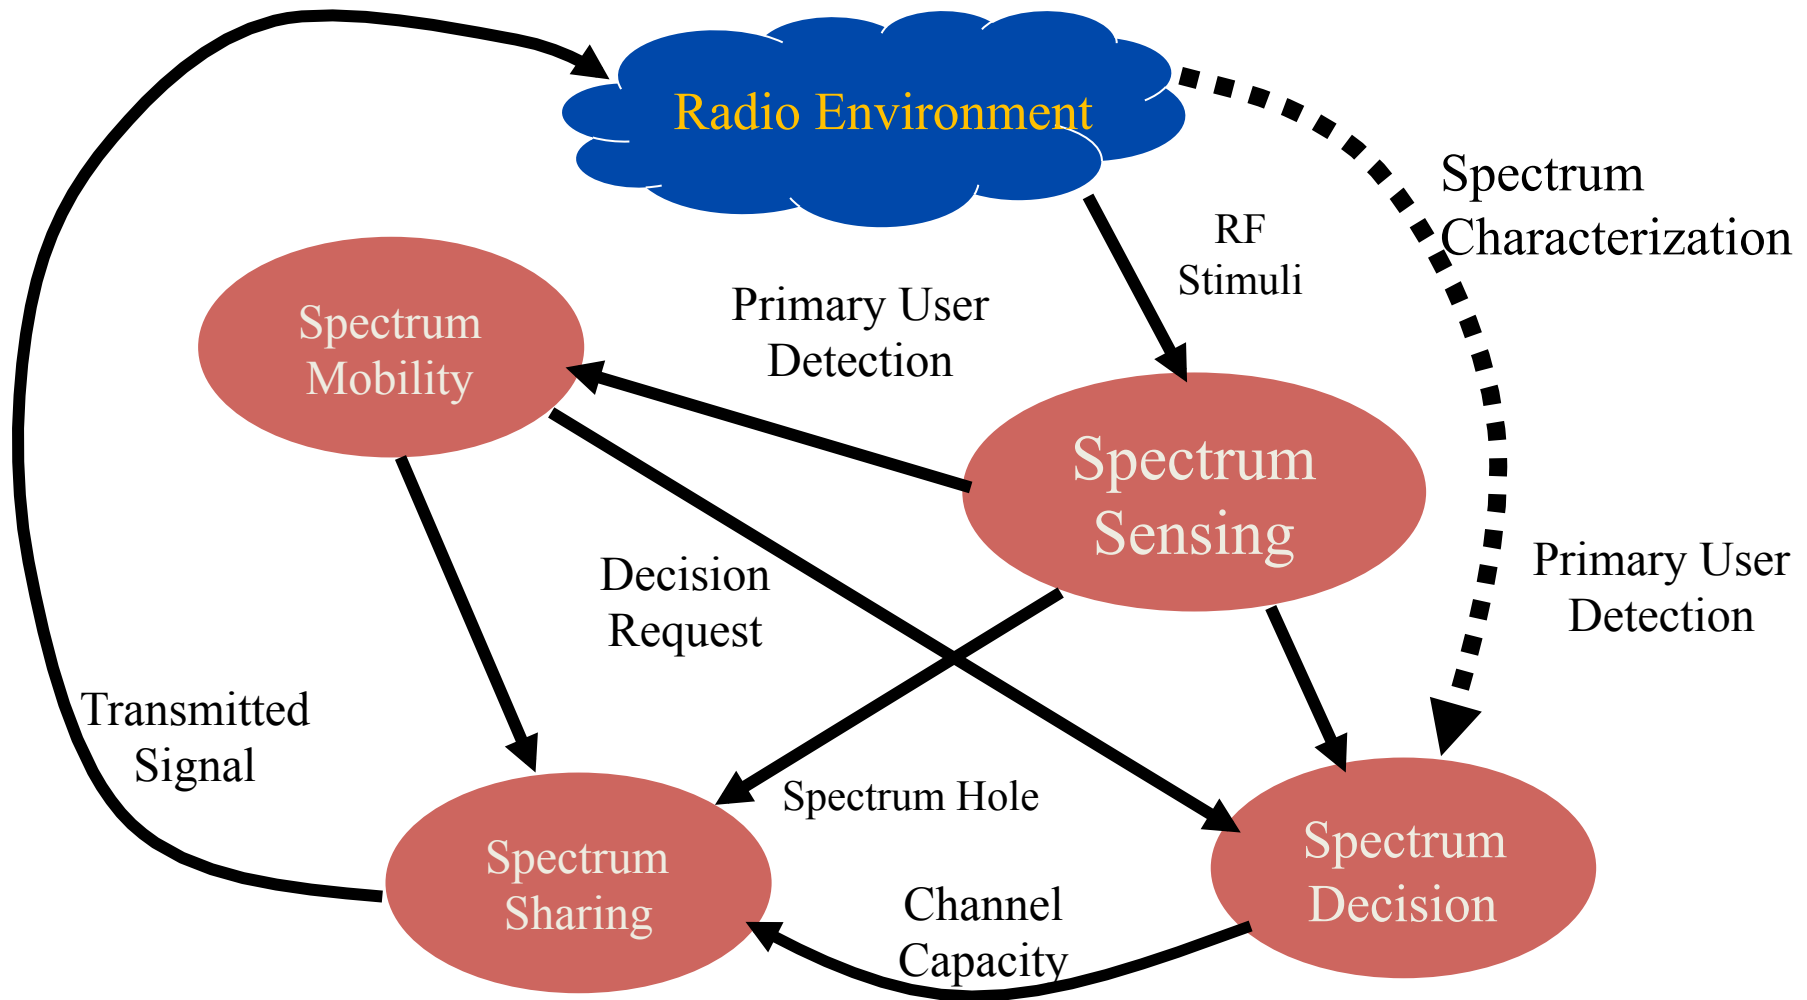 Radio Environment
Spectrum
Characterization
RF
Stimuli
Primary User
Detection
Spectrum
Mobility
Spectrum
Sensing
Decision
Request
Primary User
Detection
Transmitted
Signal
Spectrum Hole
Spectrum
Sharing
Spectrum
Decision
Channel
Capacity